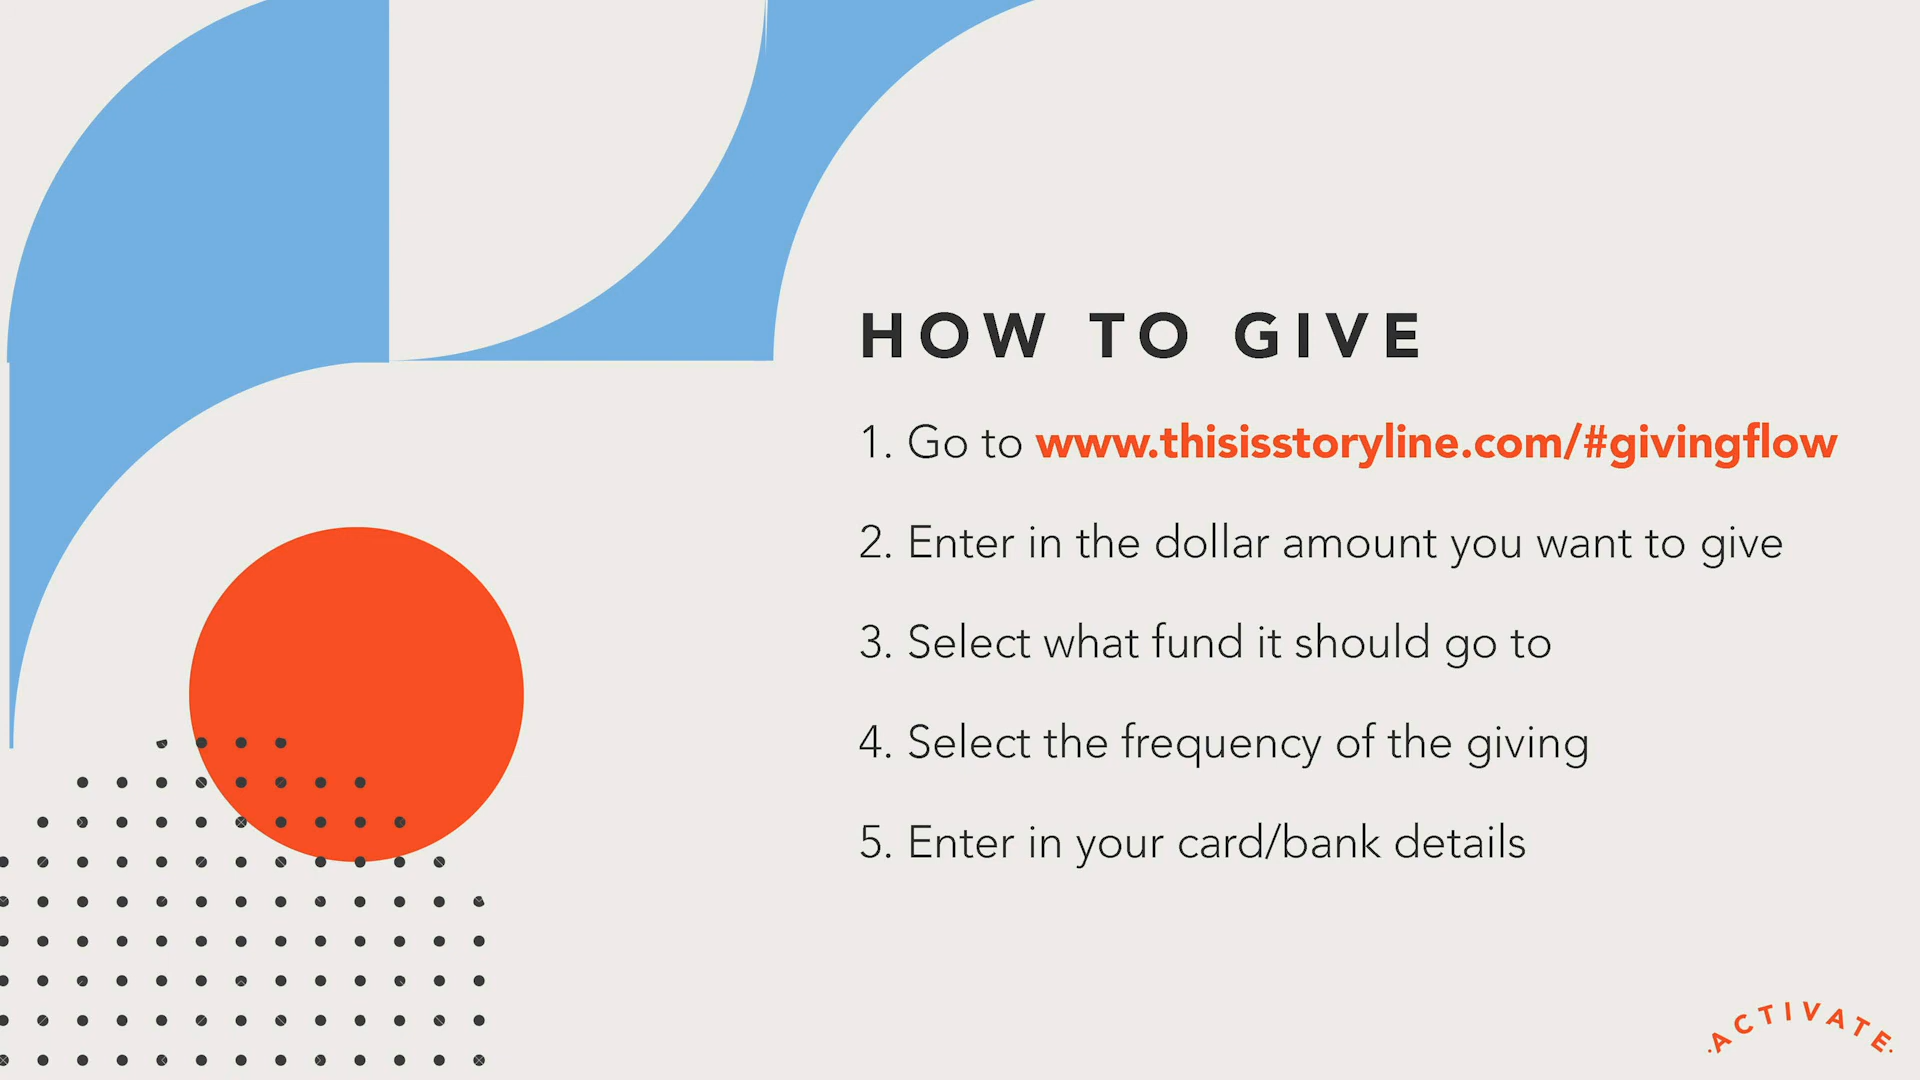 HOW TO GIVE
1. Go to www.thisisstoryline.com/#givingflow
2. Enter in the dollar amount you want to give
3. Select what fund it should go to
4. Select the frequency of the giving
5. Enter in your card/bank details
·ACTIVATE·